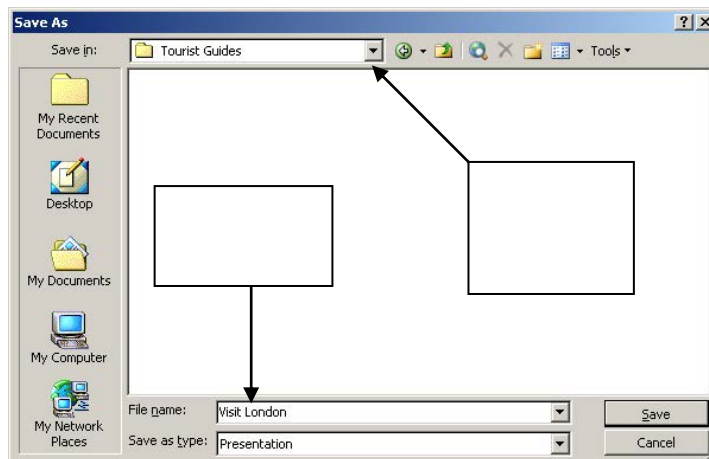 Save As
Save in:
Tourist Guides
Tools
My Recent
Documents
Desktop
My Documents
My Computer
My Network
Places
File name:
Visit London
Save
Save as type:
Presentation
Cancel